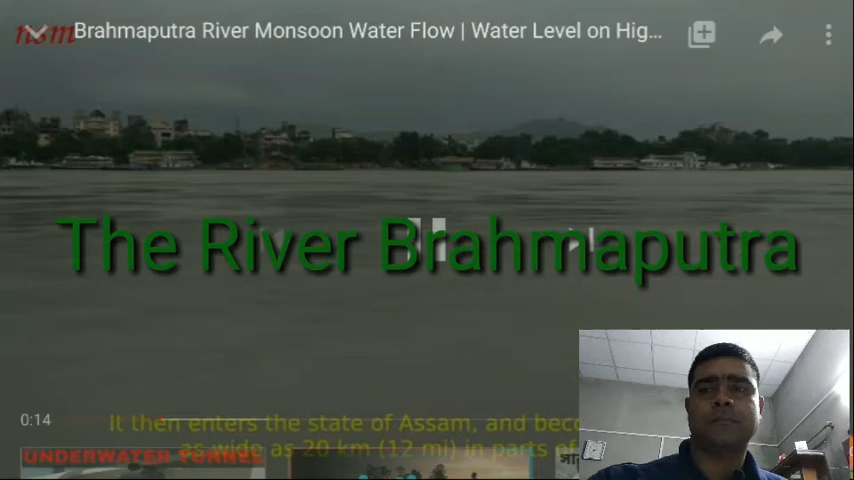 nsm
Brahmaputra River Monsoon Water Flow | Water Level on Hig...
The River Brahmaputra
0:14
It then enters the state of Assam, and beco
as wide as 20 km (12 mi) in parts of
UNDERWATER TUNNEL